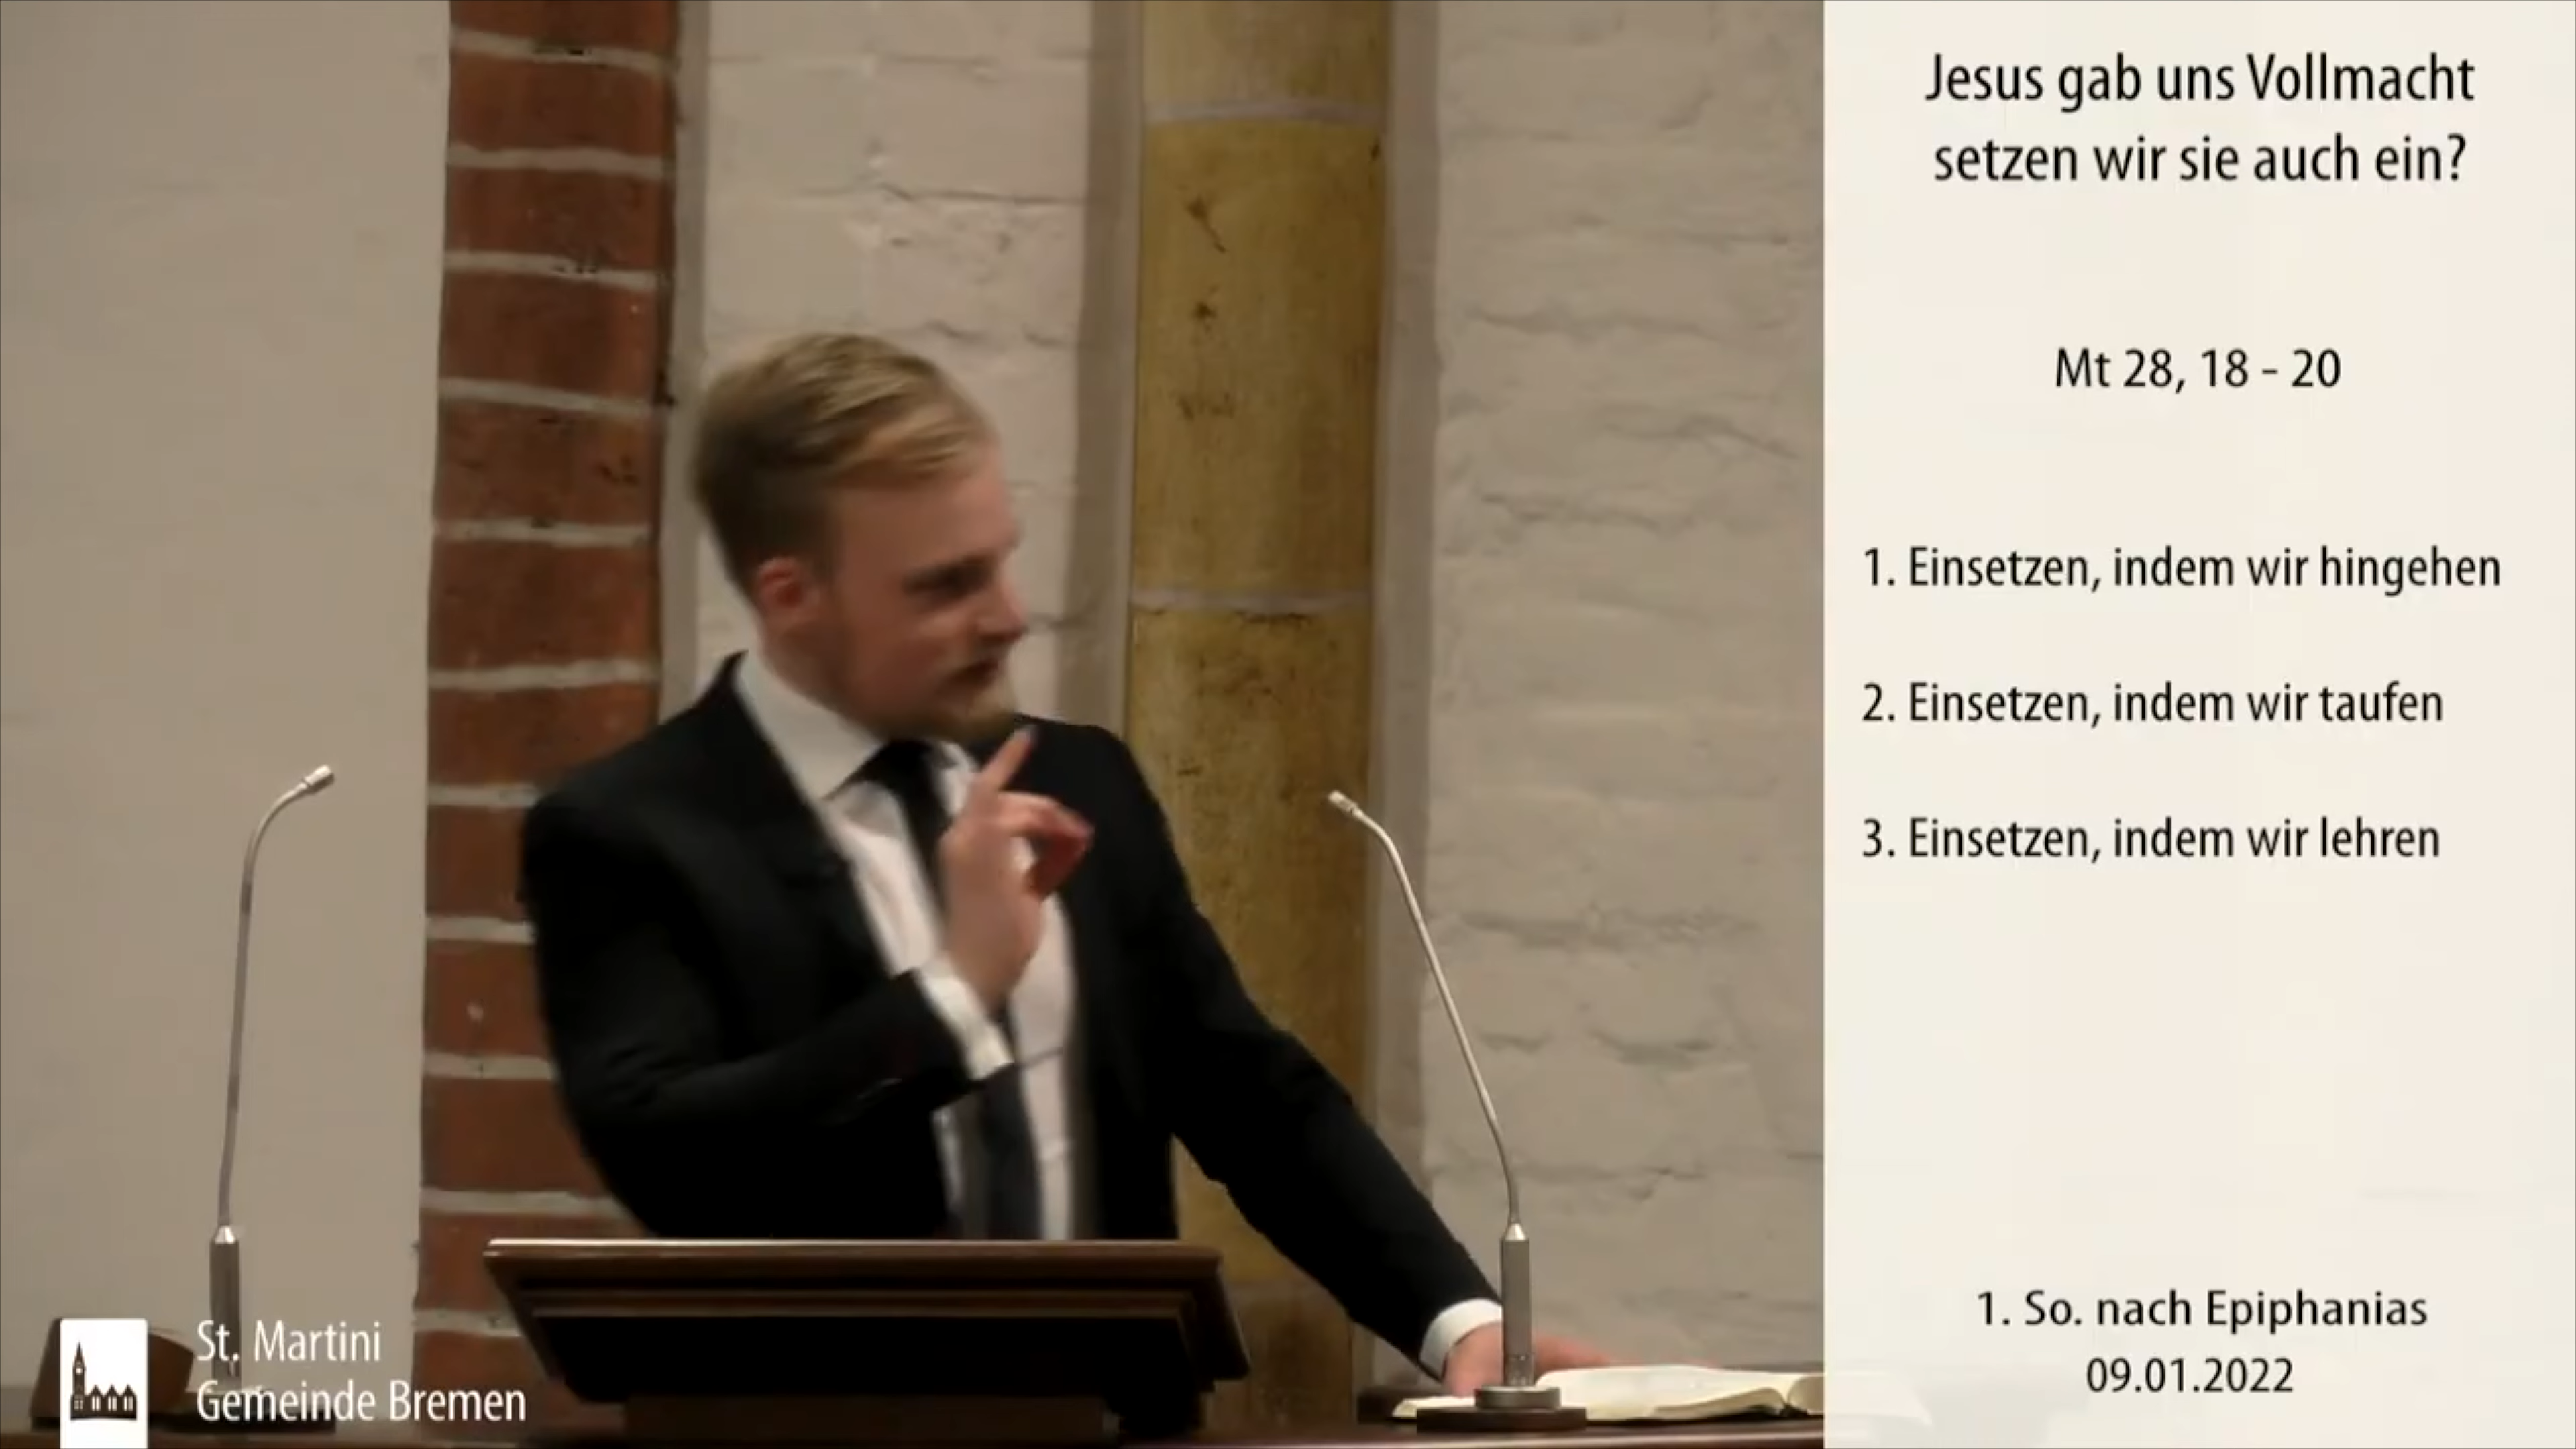 Jesus gab uns Vollmacht
setzen wir sie auch ein?
Mt 28, 18 - 20
1. Einsetzen, indem wir hingehen
2. Einsetzen, indem wir taufen
3. Einsetzen, indem wir lehren
1. So. nach Epiphanias
09.01.2022
St. Martini
Gemeinde Bremen